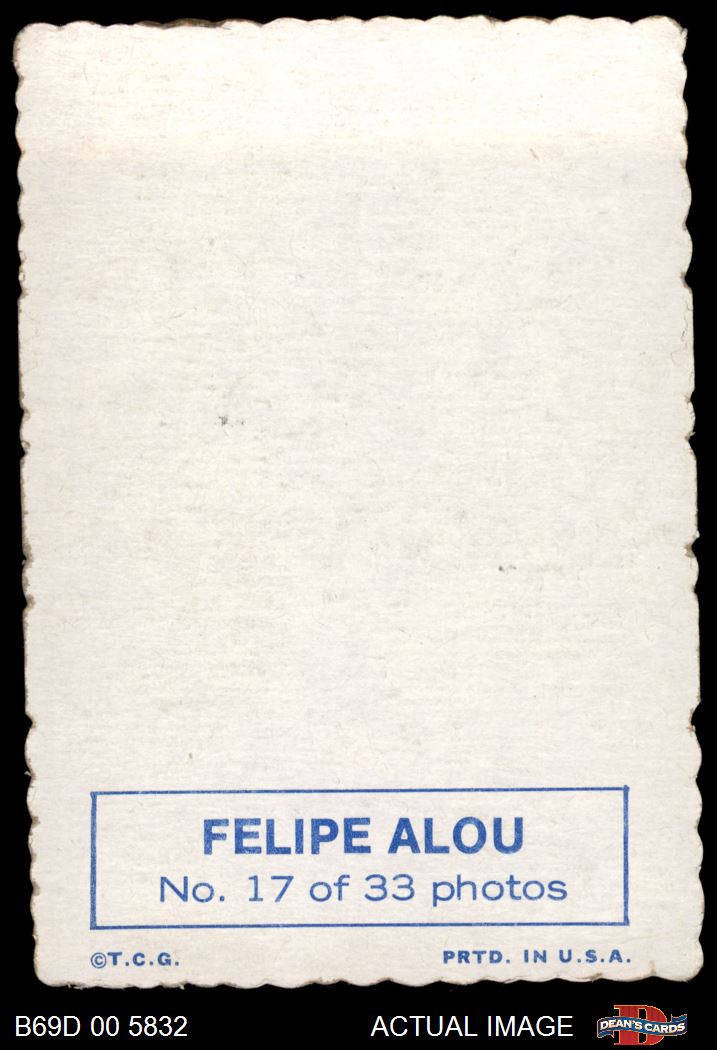 FELIPE ALOU
No. 17 of 33 photos
©T.C.G. PRTD. IN U.S.A.
B69D 00 5832 ACTUAL IMAGE DEAN'S CARDS